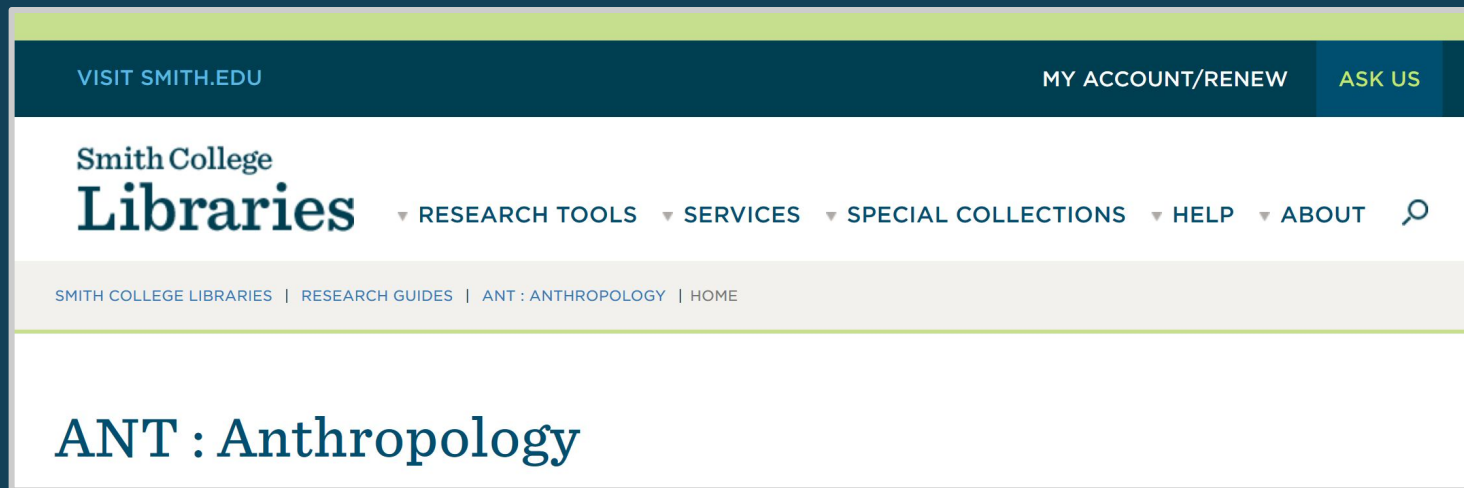 VISIT SMITH.EDU MY ACCOUNT/RENEW ASK US
Smith College
Libraries RESEARCH TOOLS SERVICES SPECIAL COLLECTIONS HELP ABOUT
SMITH COLLEGE LIBRARIES | RESEARCH GUIDES | ANT : ANTHROPOLOGY | HOME
ANT : Anthropology